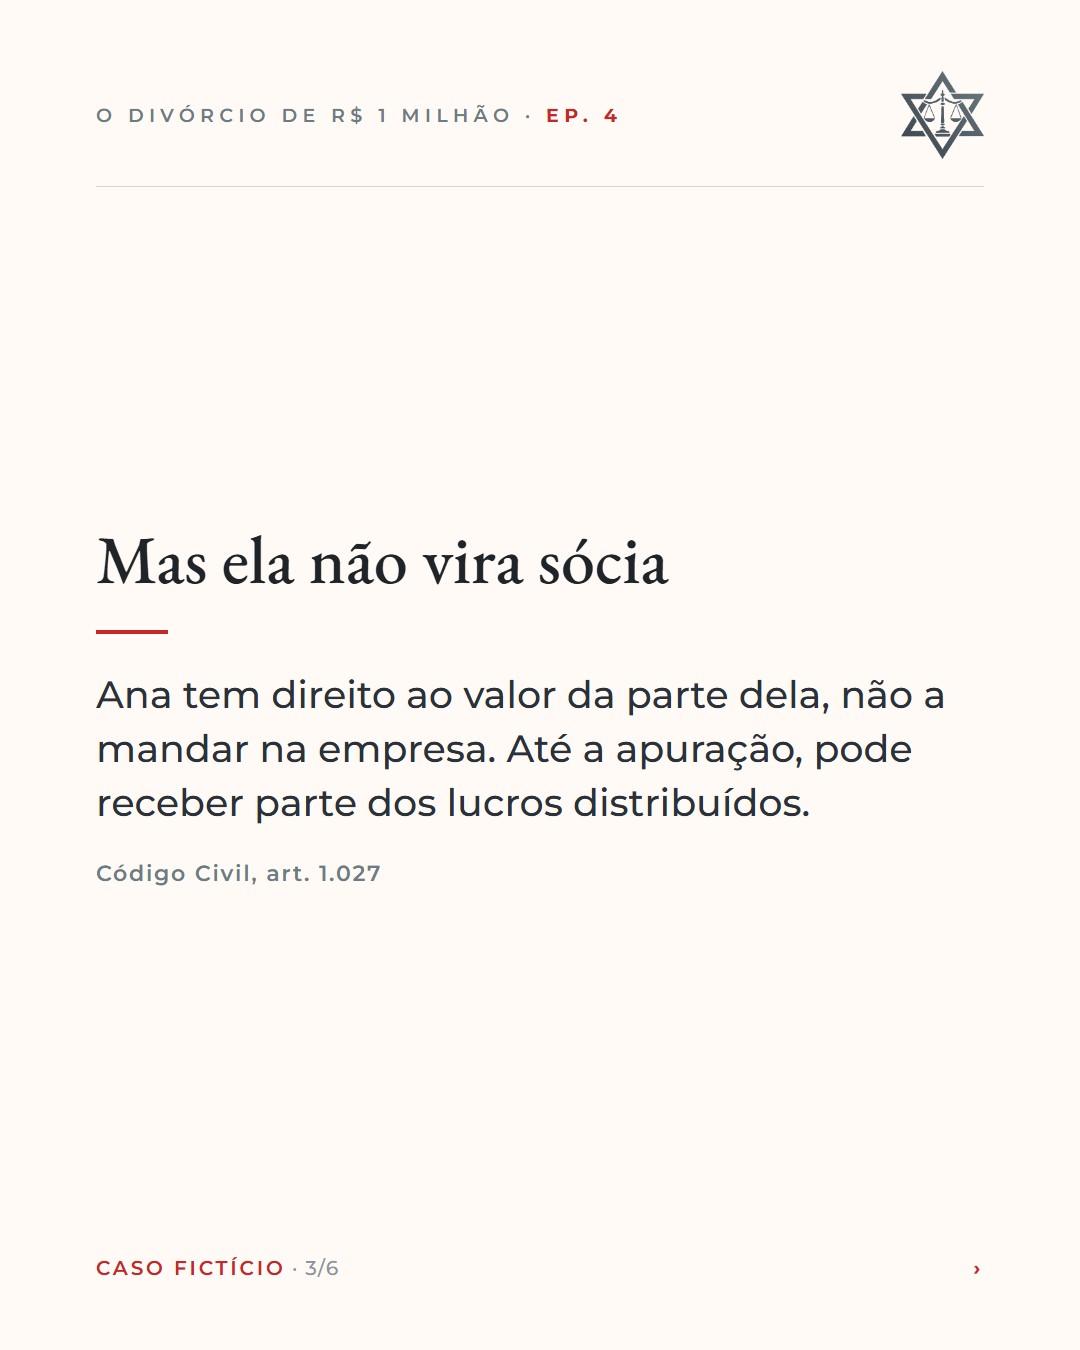 O DIVÓRCIO DE R$ 1 MILHÃO · EP. 4
Mas ela não vira sócia
Ana tem direito ao valor da parte dela, não a
mandar na empresa. Até a apuração, pode
receber parte dos lucros distribuídos.
Código Civil, art. 1.027
CASO FICTÍCIO · 3/6 ›